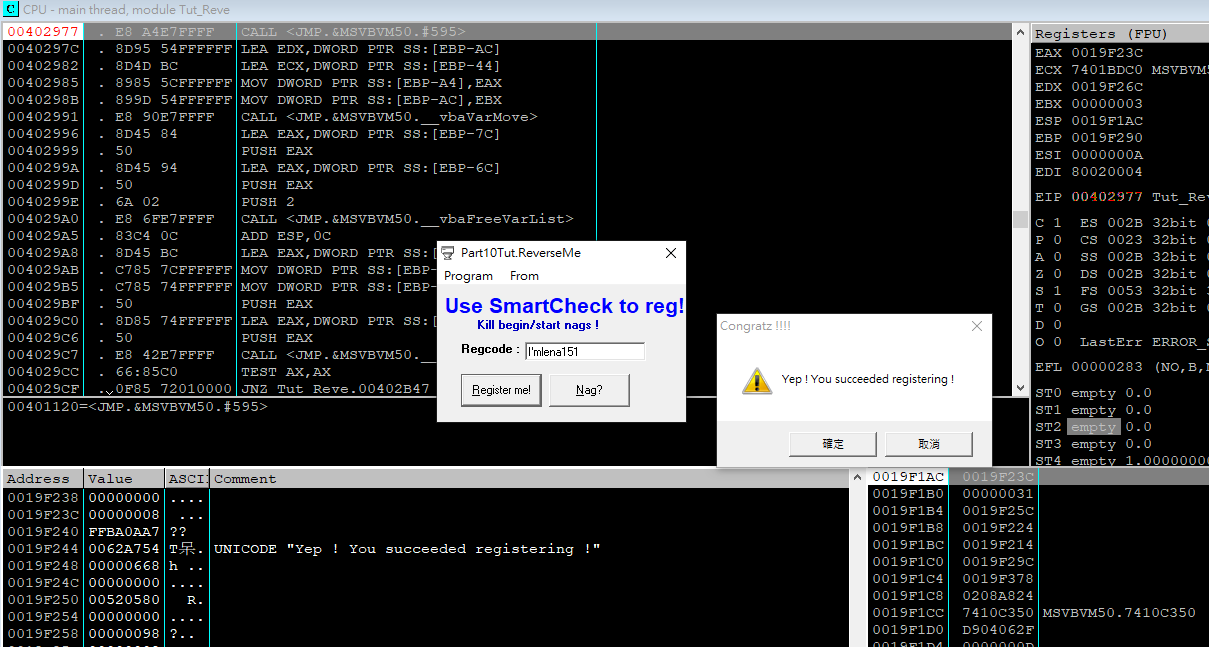 CPU - main thread, module Tut_Reve
00402977 . E8 A4E7FFFF CALL <JMP.&MSVBVM50.#595>
0040297C . 8D95 54FFFFFF LEA EDX,DWORD PTR SS:[EBP-AC]
00402982 . 8D4D BC LEA ECX,DWORD PTR SS:[EBP-44]
00402985 . 8985 5CFFFFFF MOV DWORD PTR SS:[EBP-A4],EAX
0040298B . 899D 54FFFFFF MOV DWORD PTR SS:[EBP-AC],EBX
00402991 . E8 90E7FFFF CALL <JMP.&MSVBVM50.__vbaVarMove>
00402996 . 8D45 84 LEA EAX,DWORD PTR SS:[EBP-7C]
00402999 . 50 PUSH EAX
0040299A . 8D45 94 LEA EAX,DWORD PTR SS:[EBP-6C]
0040299D . 50 PUSH EAX
0040299E . 6A 02 PUSH 2
004029A0 . E8 6FE7FFFF CALL <JMP.&MSVBVM50.__vbaFreeVarList>
004029A5 . 83C4 0C ADD ESP,0C
004029A8 . 8D45 BC LEA EAX,DWORD PTR SS:[
004029AB . C785 7CFFFFFF MOV DWORD PTR SS:[EBP-
004029B5 . C785 74FFFFFF MOV DWORD PTR SS:[EBP-
004029BF . 50 PUSH EAX
004029C0 . 8D85 74FFFFFF LEA EAX,DWORD PTR SS:[
004029C6 . 50 PUSH EAX
004029C7 . E8 42E7FFFF CALL <JMP.&MSVBVM50.__
004029CC . 66:85C0 TEST AX,AX
004029CF . 0F85 72010000 JNZ Tut_Reve.00402B47
00401120=<JMP.&MSVBVM50.#595>
Registers (FPU)
EAX 0019F23C
ECX 7401BDC0 MSVBVM5
EDX 0019F26C
EBX 00000003
ESP 0019F1AC
EBP 0019F290
ESI 0000000A
EDI 80020004
EIP 00402977 Tut_Rev
C 1 ES 002B 32bit
P 0 CS 0023 32bit
A 0 SS 002B 32bit
Z 0 DS 002B 32bit
S 1 FS 0053 32bit
T 0 GS 002B 32bit
D 0
O 0 LastErr ERROR_S
EFL 00000283 (NO,B,N
ST0 empty 0.0
ST1 empty 0.0
ST2 empty 0.0
ST3 empty 0.0
ST4 empty 1.0000000
Part10Tut.ReverseMe
Program From
Use SmartCheck to reg!
Kill begin/start nags !
Regcode : I'mlena151
Register me! Nag?
Congratz !!!!
Yep ! You succeeded registering !
確定 取消
Address Value ASCI Comment
0019F238 00000000 ....
0019F23C 00000008 ...
0019F240 FFBA0AA7 ??
0019F244 0062A754 T呆. UNICODE "Yep ! You succeeded registering !"
0019F248 00000668 h ..
0019F24C 00000000 ....
0019F250 00520580 R.
0019F254 00000000 ....
0019F258 00000098 ?..
0019F1AC 0019F23C
0019F1B0 00000031
0019F1B4 0019F25C
0019F1B8 0019F224
0019F1BC 0019F214
0019F1C0 0019F29C
0019F1C4 0019F378
0019F1C8 0208A824
0019F1CC 7410C350 MSVBVM50.7410C350
0019F1D0 D904062F